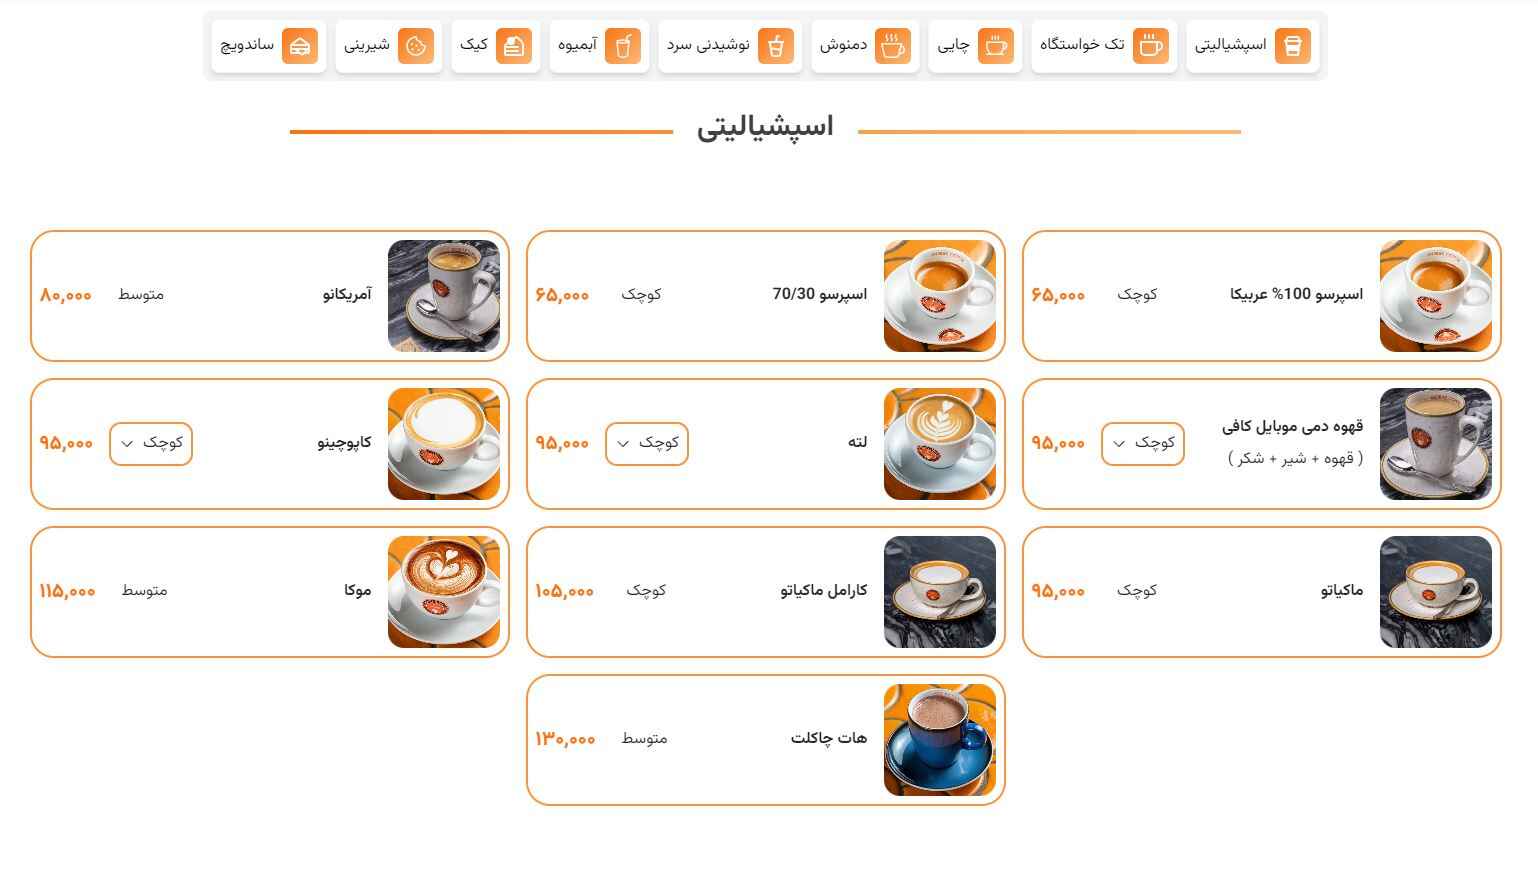 اسپشیالیتی
تک خواستگاه
چایی
دمنوش
نوشیدنی سرد
آبمیوه
کیک
شیرینی
ساندویچ
اسپشیالیتی
اسپرسو 100% عربیکا
کوچک
۶۵,۰۰۰
اسپرسو 70/30
کوچک
۶۵,۰۰۰
آمریکانو
متوسط
۸۰,۰۰۰
قهوه دمی موبایل کافی
( قهوه + شیر + شکر )
کوچک
۹۵,۰۰۰
لته
کوچک
۹۵,۰۰۰
کاپوچینو
کوچک
۹۵,۰۰۰
ماکیاتو
کوچک
۹۵,۰۰۰
کارامل ماکیاتو
کوچک
۱۰۵,۰۰۰
موکا
متوسط
۱۱۵,۰۰۰
هات چاکلت
متوسط
۱۳۰,۰۰۰